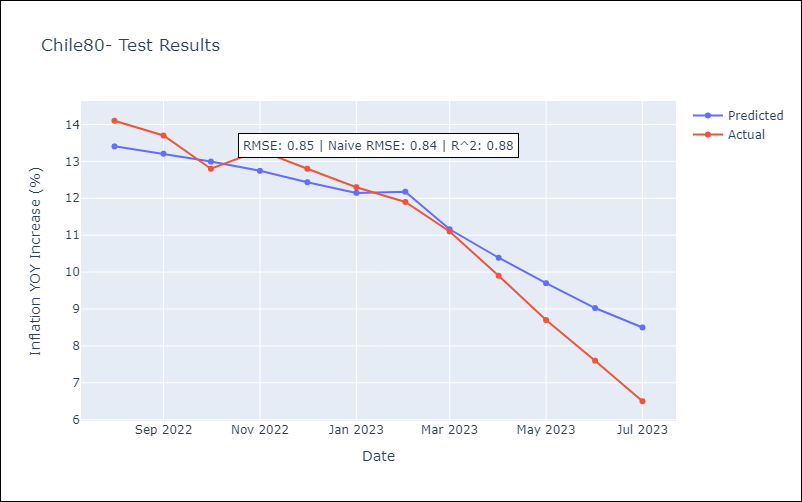 Chile80- Test Results
Predicted
Actual
RMSE: 0.85 | Naive RMSE: 0.84 | R^2: 0.88
Inflation YOY Increase (%)
14
13
12
11
10
9
8
7
6
Sep 2022
Nov 2022
Jan 2023
Mar 2023
May 2023
Jul 2023
Date